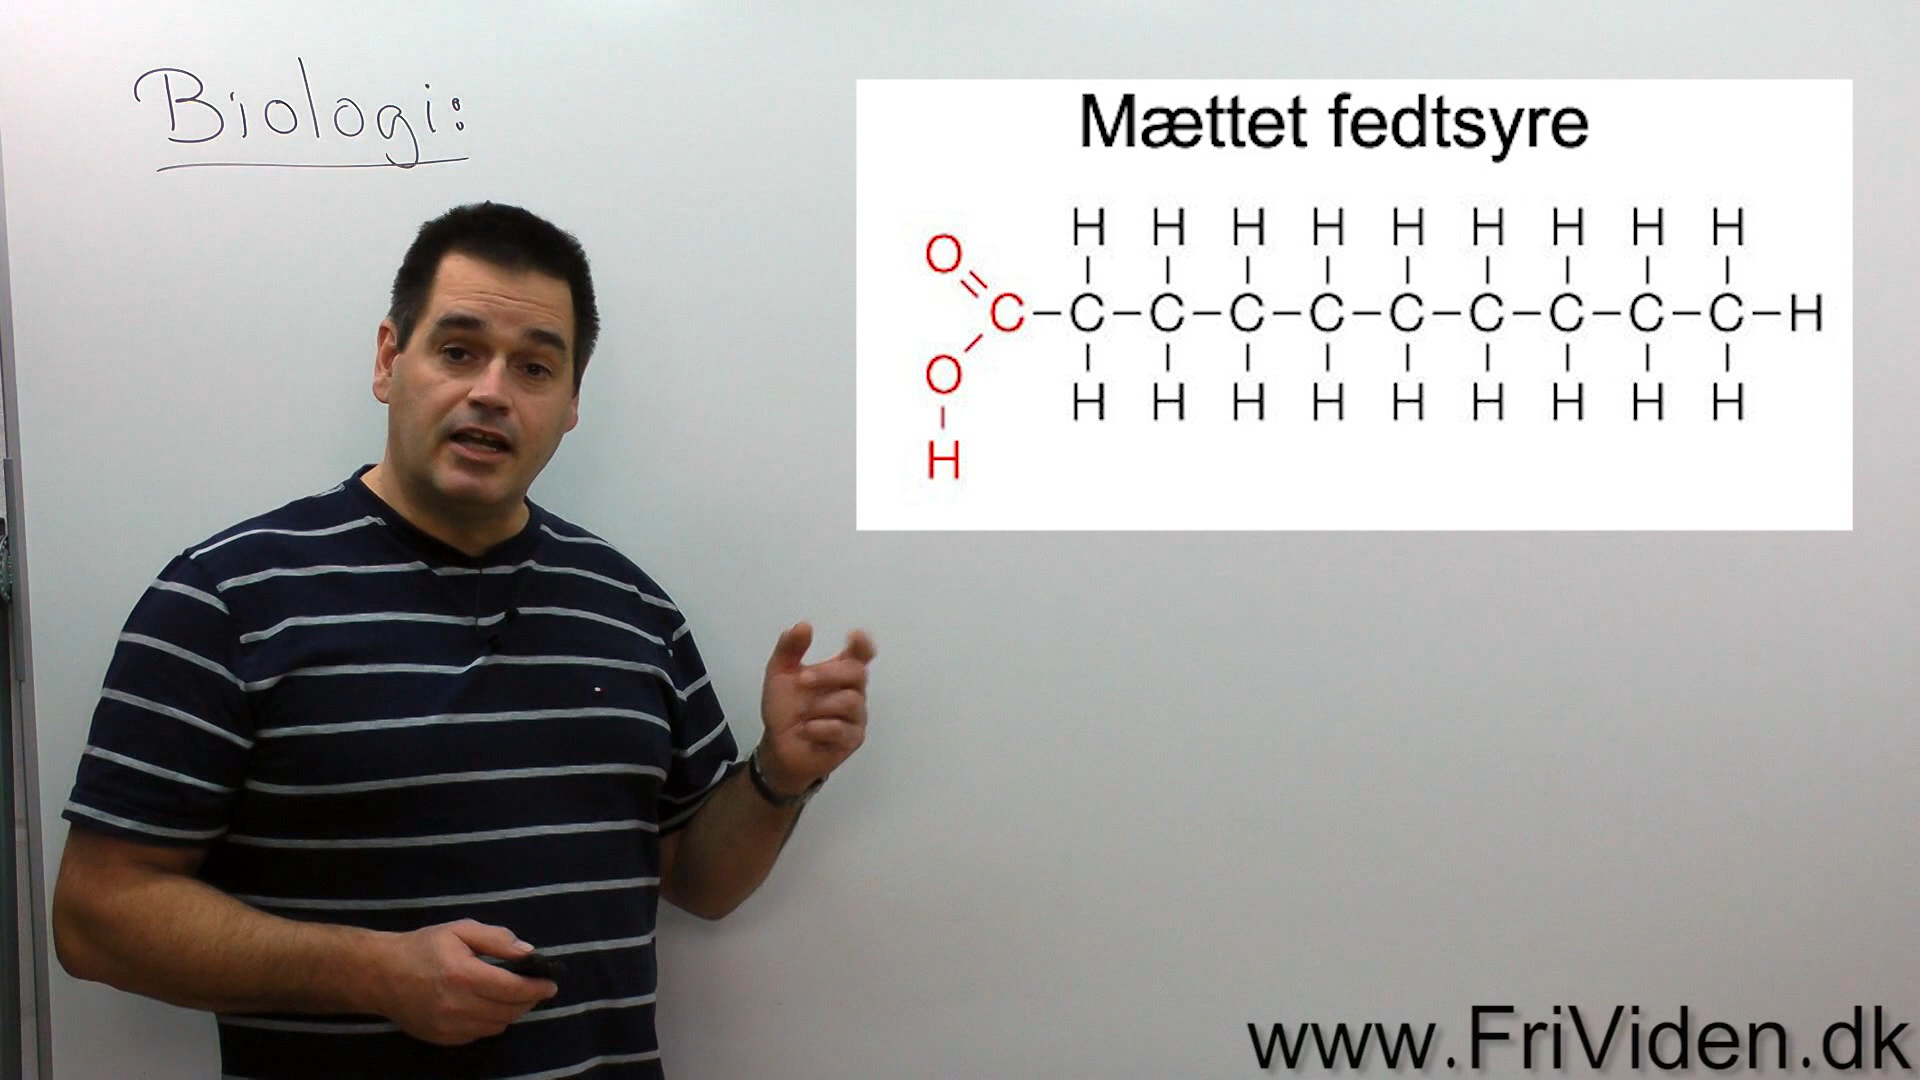 Biologi:
Mættet fedtsyre
H H H H H H H H H
O
C-C-C-C-C-C-C-C-C-C-H
O
H H H H H H H H H
H
www.FriViden.dk